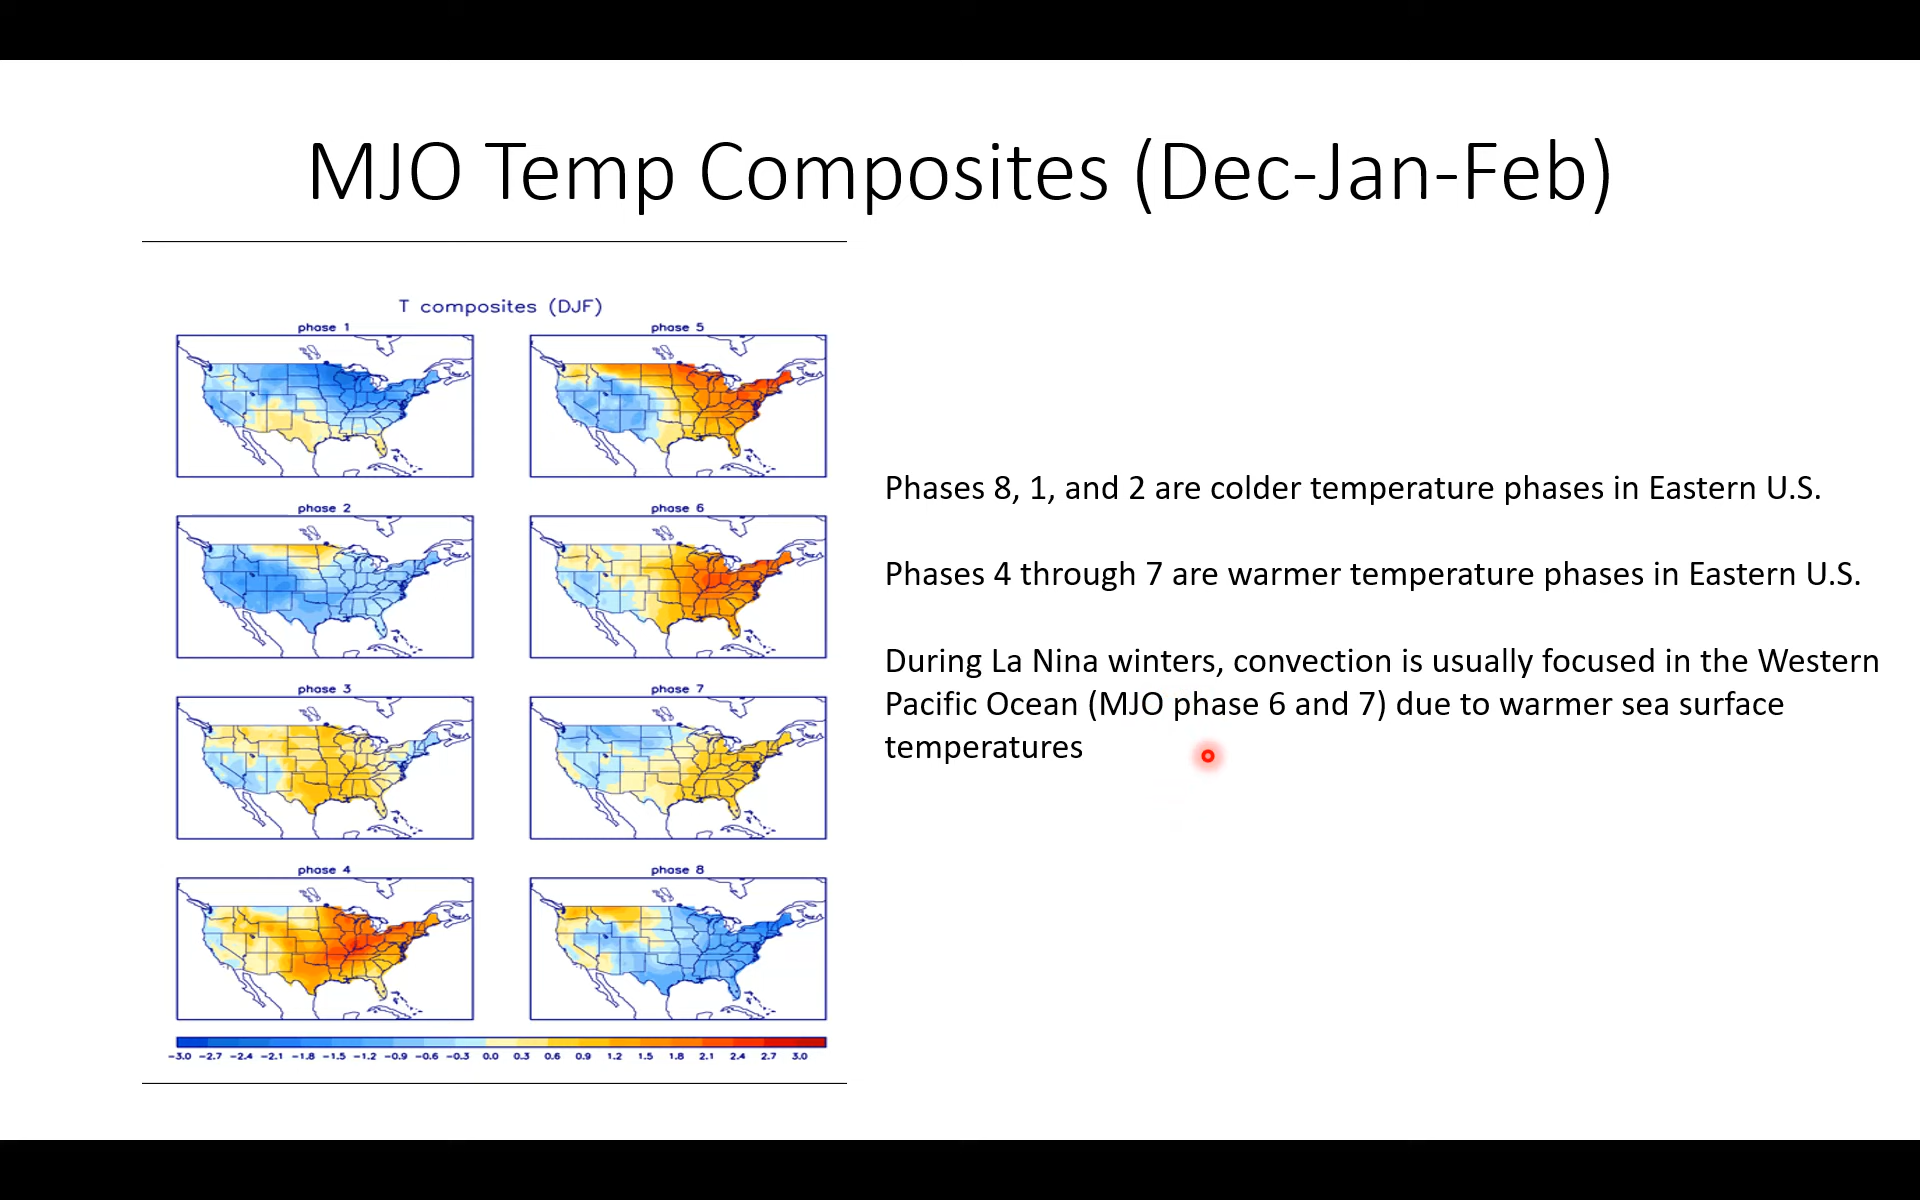 MJO Temp Composites (Dec-Jan-Feb)
T composites (DJF)
phase 1
phase 5
phase 2
phase 6
phase 3
phase 7
phase 4
phase 8
-3.0 -2.7 -2.4 -2.1 -1.8 -1.5 -1.2 -0.9 -0.6 -0.3 0.0 0.3 0.6 0.9 1.2 1.5 1.8 2.1 2.4 2.7 3.0
Phases 8, 1, and 2 are colder temperature phases in Eastern U.S.
Phases 4 through 7 are warmer temperature phases in Eastern U.S.
During La Nina winters, convection is usually focused in the Western
Pacific Ocean (MJO phase 6 and 7) due to warmer sea surface
temperatures